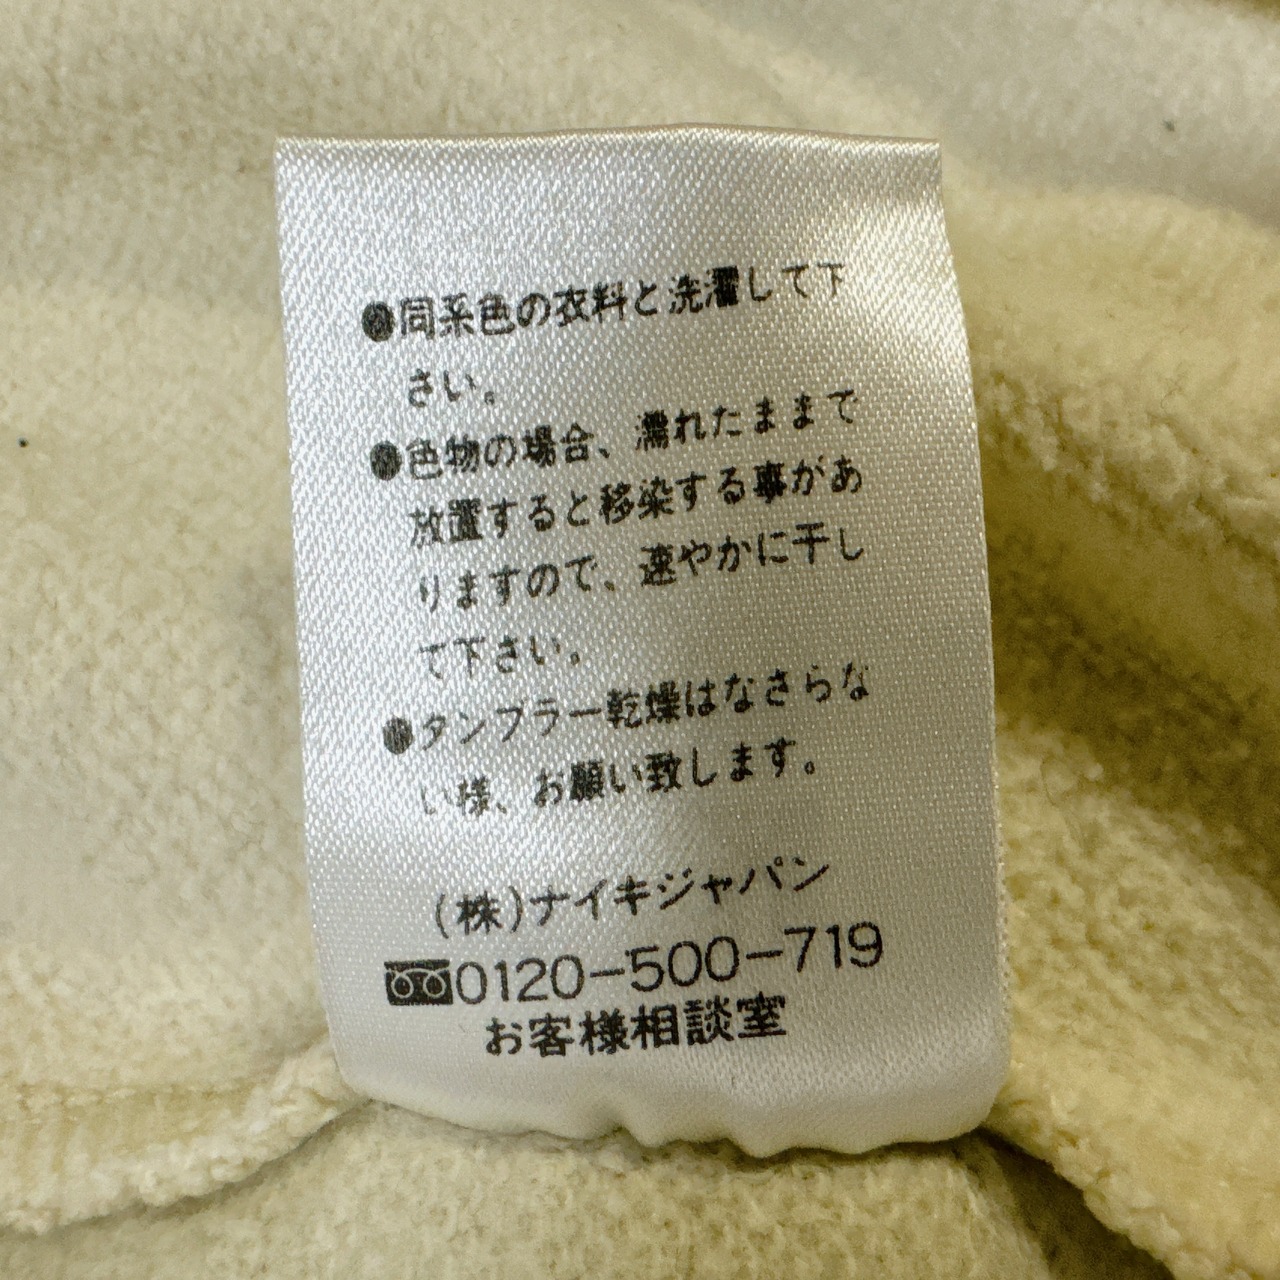 ●同系色の衣料と洗濯して下
さい。
●色物の場合、濡れたままで
放置すると移染する事があ
りますので、速やかに干し
て下さい。
●タンブラー乾燥はなさらな
い様、お願い致します。
(株)ナイキジャパン
0120-500-719
お客様相談室